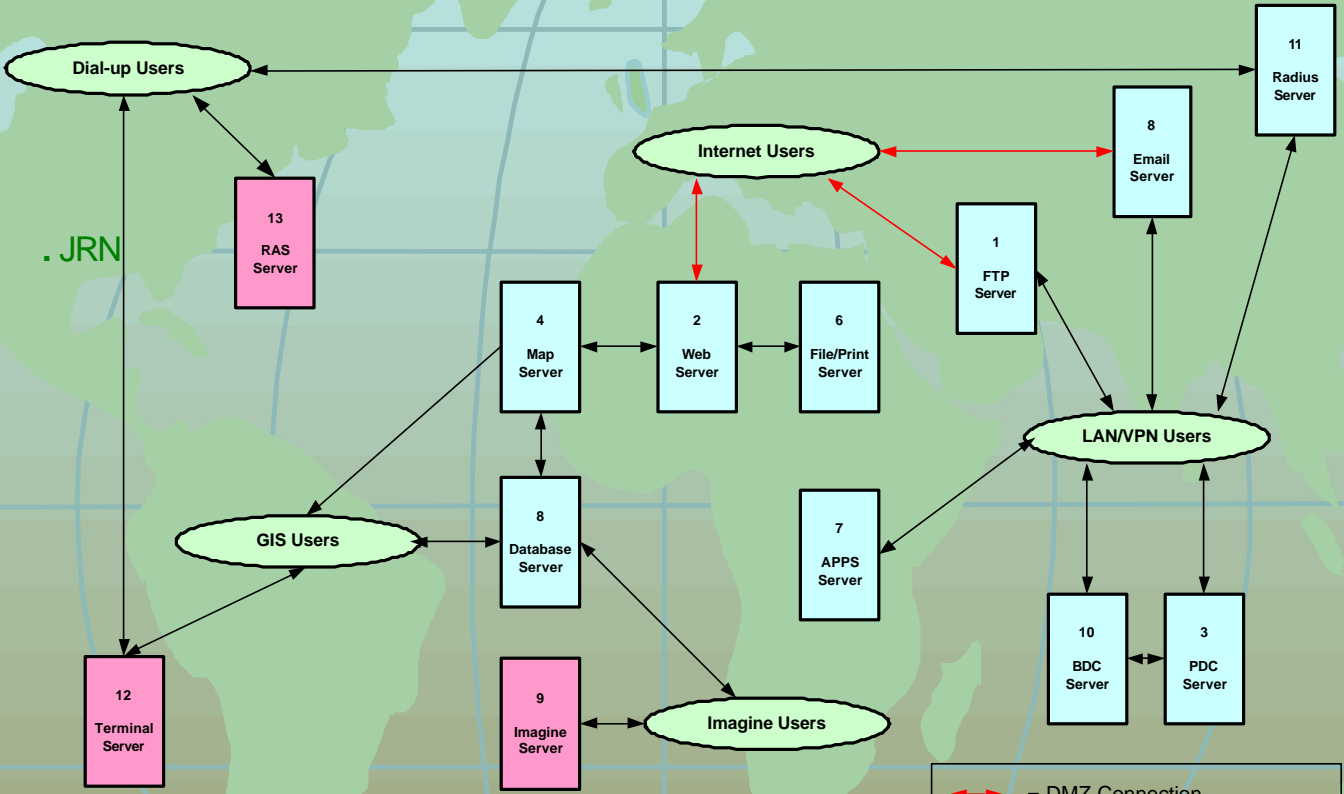 Dial-up Users
11
Radius
Server
8
Email
Server
Internet Users
13
RAS
Server
. JRN
1
FTP
Server
4
Map
Server
2
Web
Server
6
File/Print
Server
LAN/VPN Users
GIS Users
8
Database
Server
7
APPS
Server
10
BDC
Server
3
PDC
Server
12
Terminal
Server
9
Imagine
Server
Imagine Users
= DMZ Connection